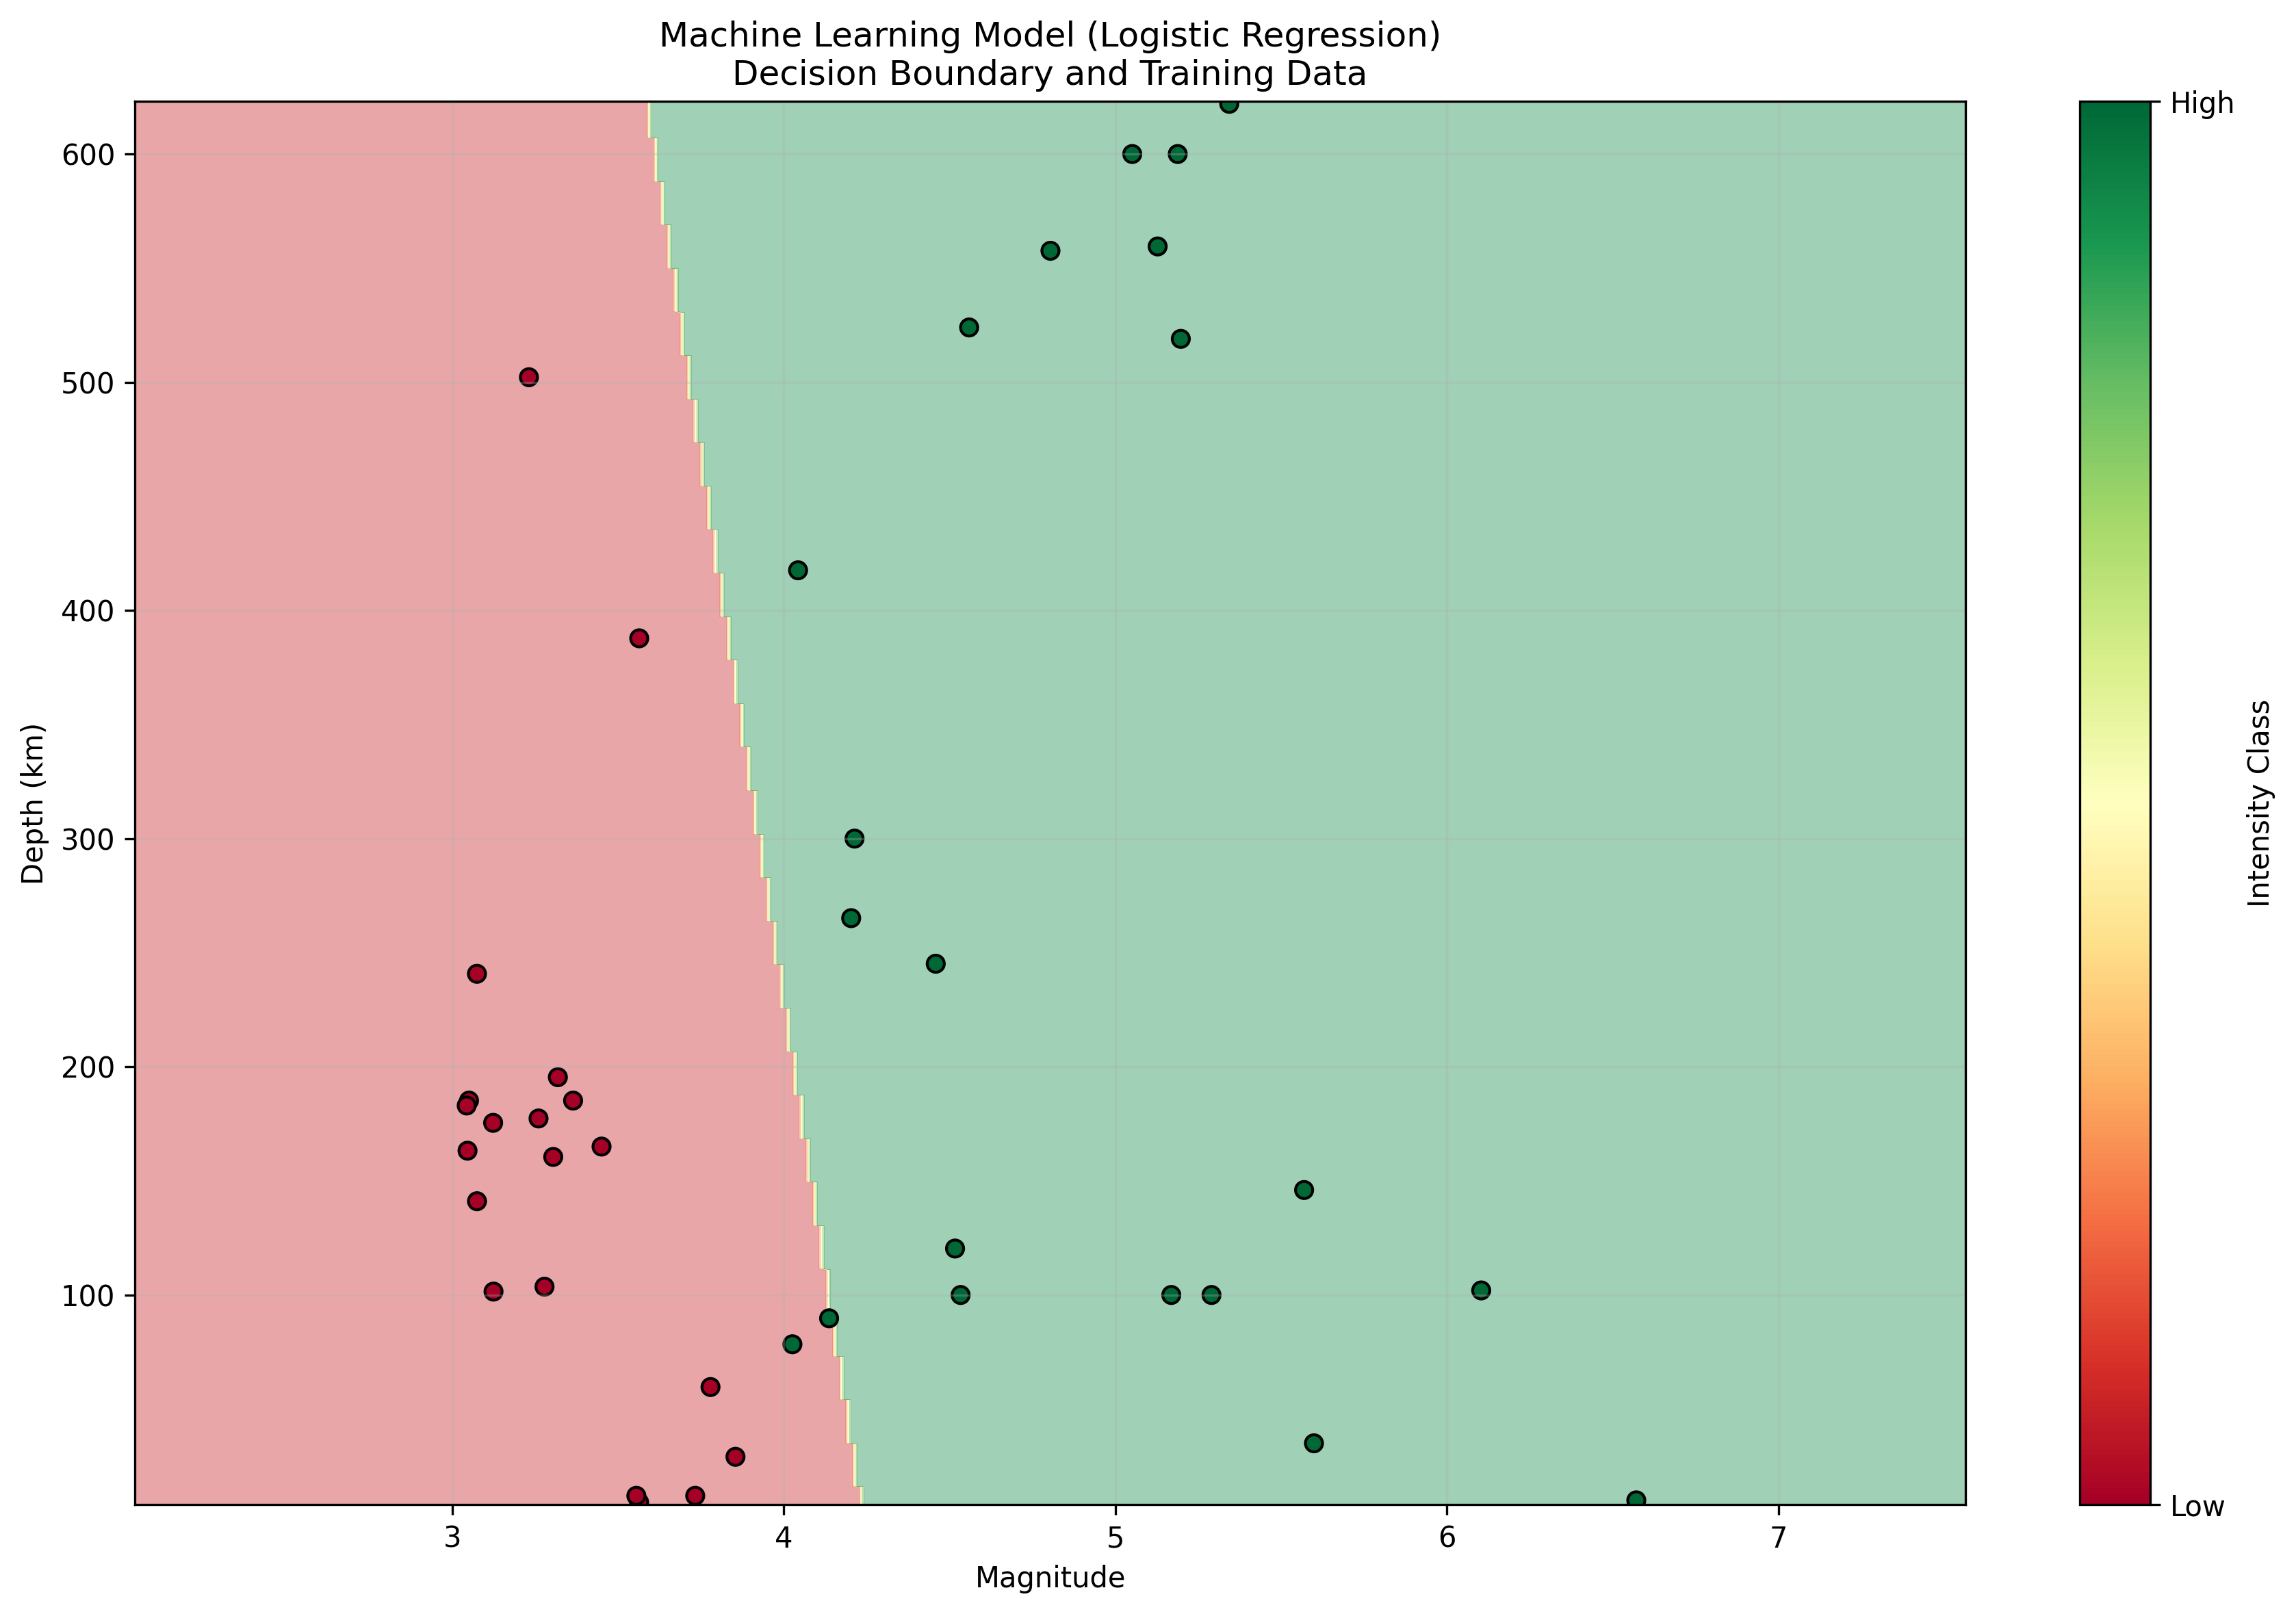 Machine Learning Model (Logistic Regression)
Decision Boundary and Training Data
600
500
400
300
200
100
Depth (km)
3 4 5 6 7
Magnitude
High
Low
Intensity Class